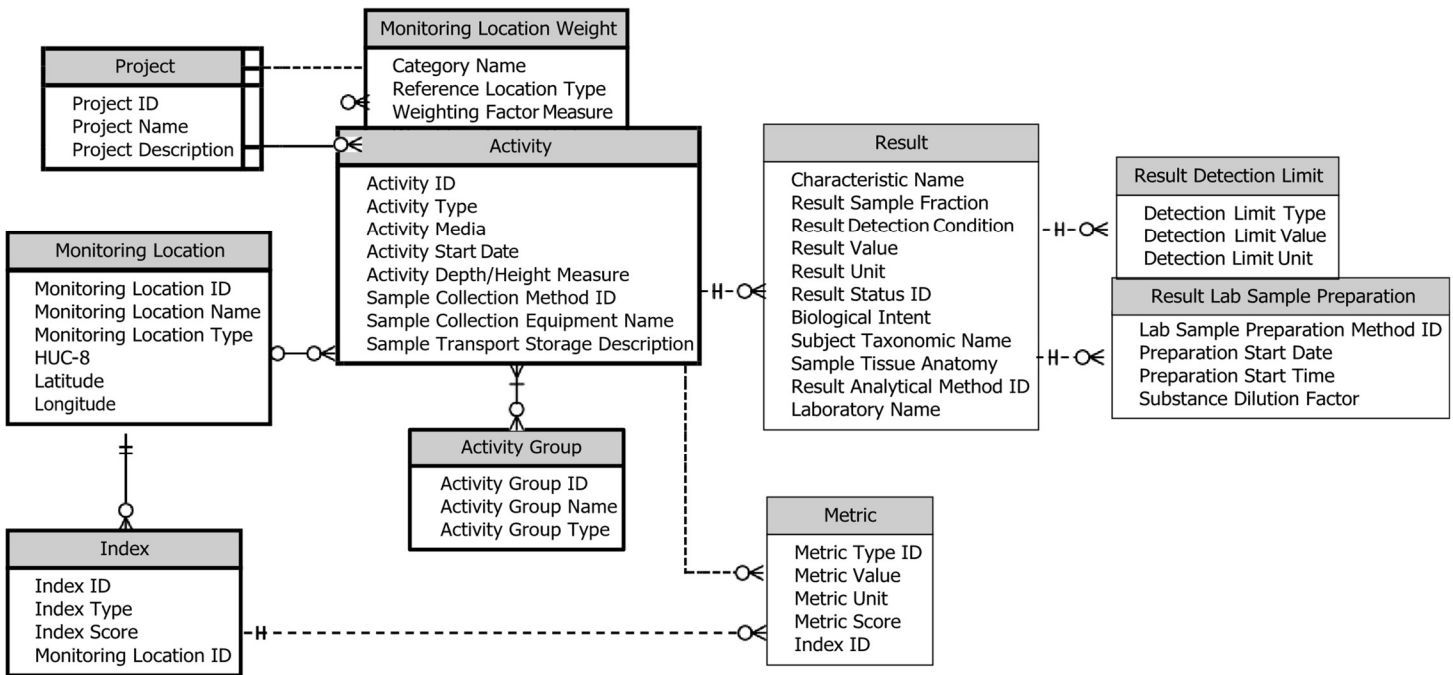 Monitoring Location Weight
Category Name
Reference Location Type
Weighting Factor Measure
Project
Project ID
Project Name
Project Description
Activity
Activity ID
Activity Type
Activity Media
Activity Start Date
Activity Depth/Height Measure
Sample Collection Method ID
Sample Collection Equipment Name
Sample Transport Storage Description
Result
Characteristic Name
Result Sample Fraction
Result Detection Condition
Result Value
Result Unit
Result Status ID
Biological Intent
Subject Taxonomic Name
Sample Tissue Anatomy
Result Analytical Method ID
Laboratory Name
Result Detection Limit
Detection Limit Type
Detection Limit Value
Detection Limit Unit
Result Lab Sample Preparation
Lab Sample Preparation Method ID
Preparation Start Date
Preparation Start Time
Substance Dilution Factor
Monitoring Location
Monitoring Location ID
Monitoring Location Name
Monitoring Location Type
HUC-8
Latitude
Longitude
Activity Group
Activity Group ID
Activity Group Name
Activity Group Type
Index
Index ID
Index Type
Index Score
Monitoring Location ID
Metric
Metric Type ID
Metric Value
Metric Unit
Metric Score
Index ID